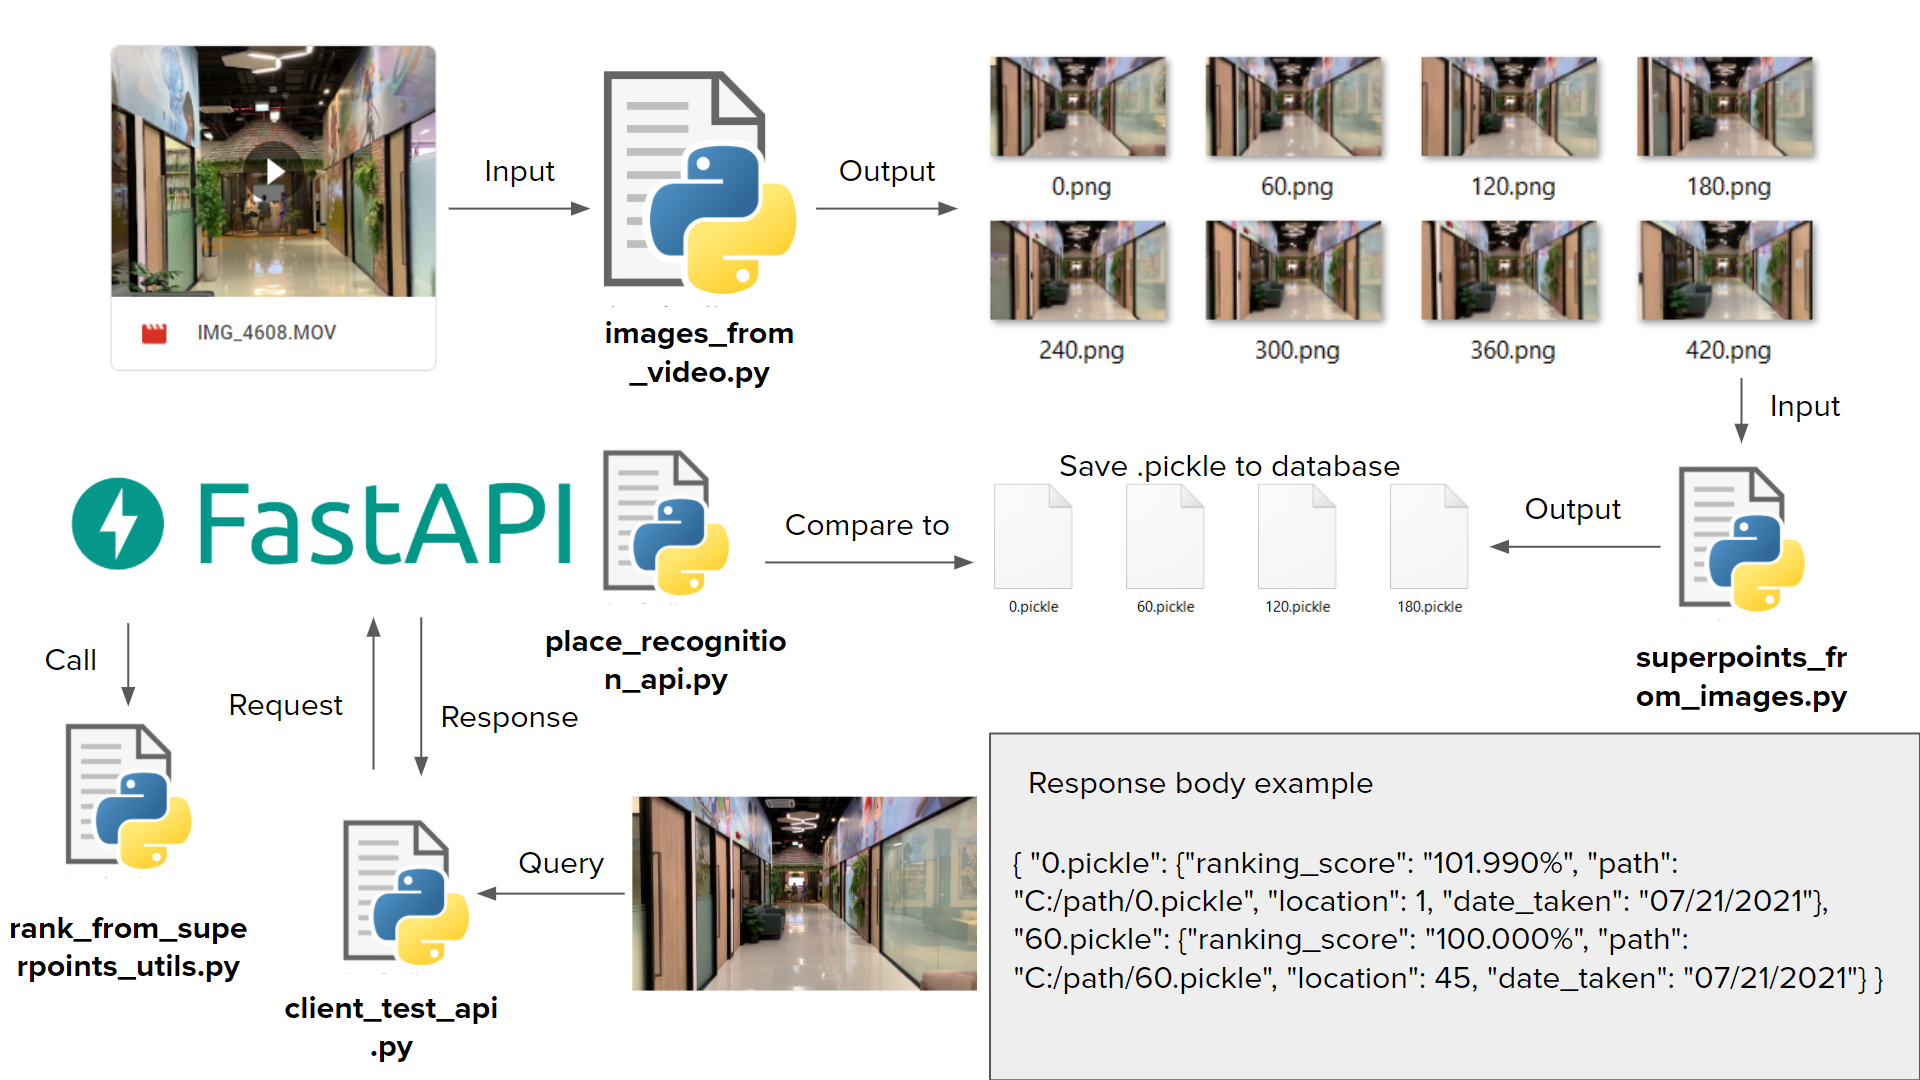 Input
Output
0.png
60.png
120.png
180.png
IMG_4608.MOV
images_from
_video.py
240.png
300.png
360.png
420.png
Input
Save .pickle to database
FastAPI
Compare to
Output
0.pickle
60.pickle
120.pickle
180.pickle
place_recognitio
n_api.py
superpoints_fr
om_images.py
Call
Request
Response
rank_from_supe
rpoints_utils.py
Query
client_test_api
.py
Response body example
{ "0.pickle": {"ranking_score": "101.990%", "path":
"C:/path/0.pickle", "location": 1, "date_taken": "07/21/2021"},
"60.pickle": {"ranking_score": "100.000%", "path":
"C:/path/60.pickle", "location": 45, "date_taken": "07/21/2021"} }